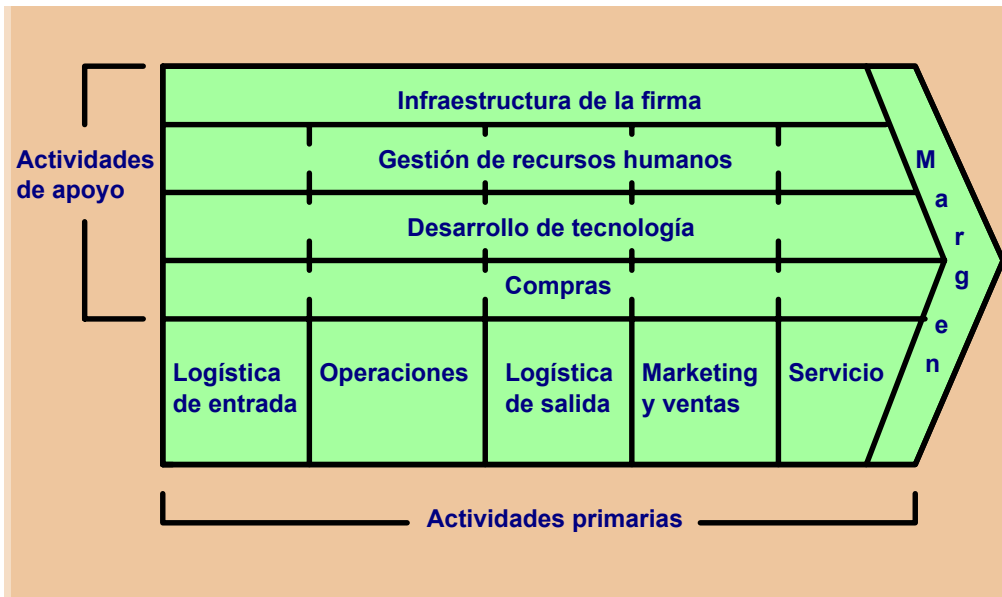 Infraestructura de la firma
Actividades
de apoyo
Gestión de recursos humanos
Desarrollo de tecnología
Compras
Margen
Logística
de entrada
Operaciones
Logística
de salida
Marketing
y ventas
Servicio
Actividades primarias